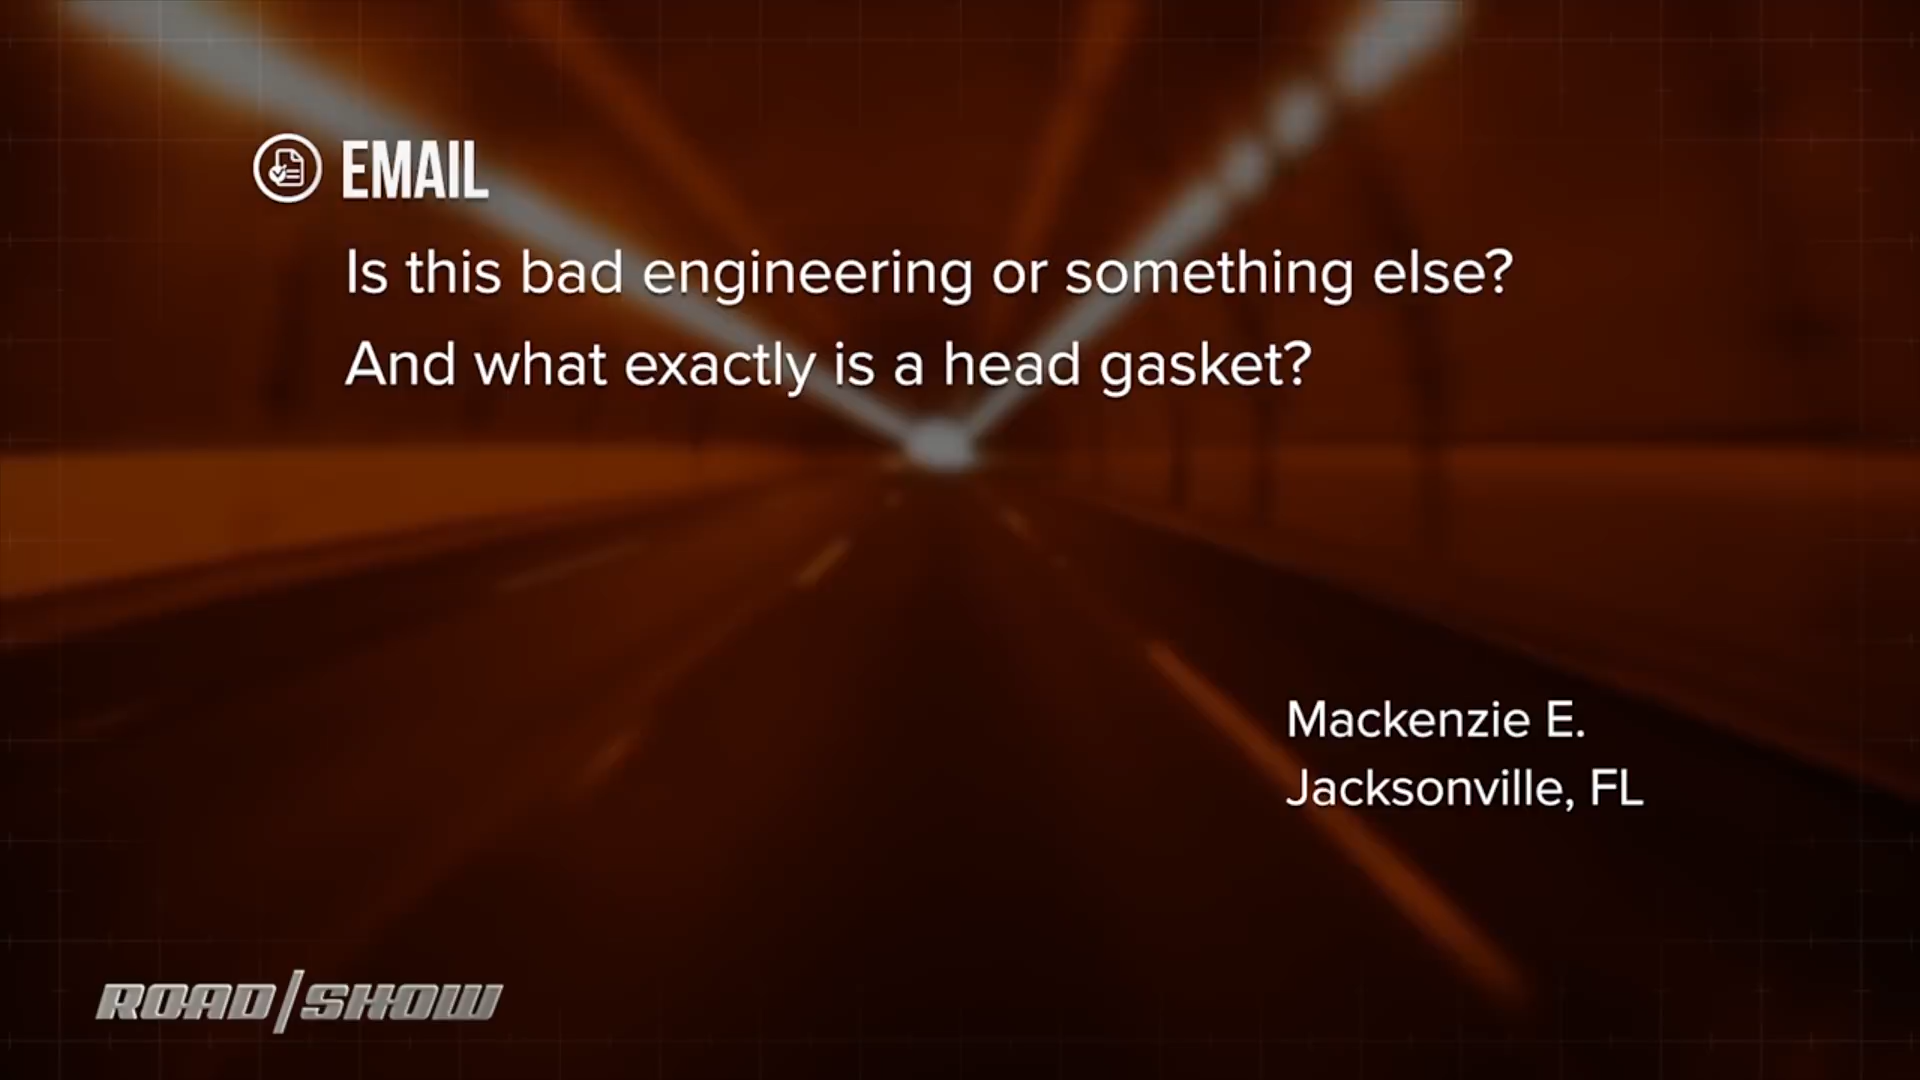 EMAIL
Is this bad engineering or something else?
And what exactly is a head gasket?
Mackenzie E.
Jacksonville, FL
ROAD/SHOW